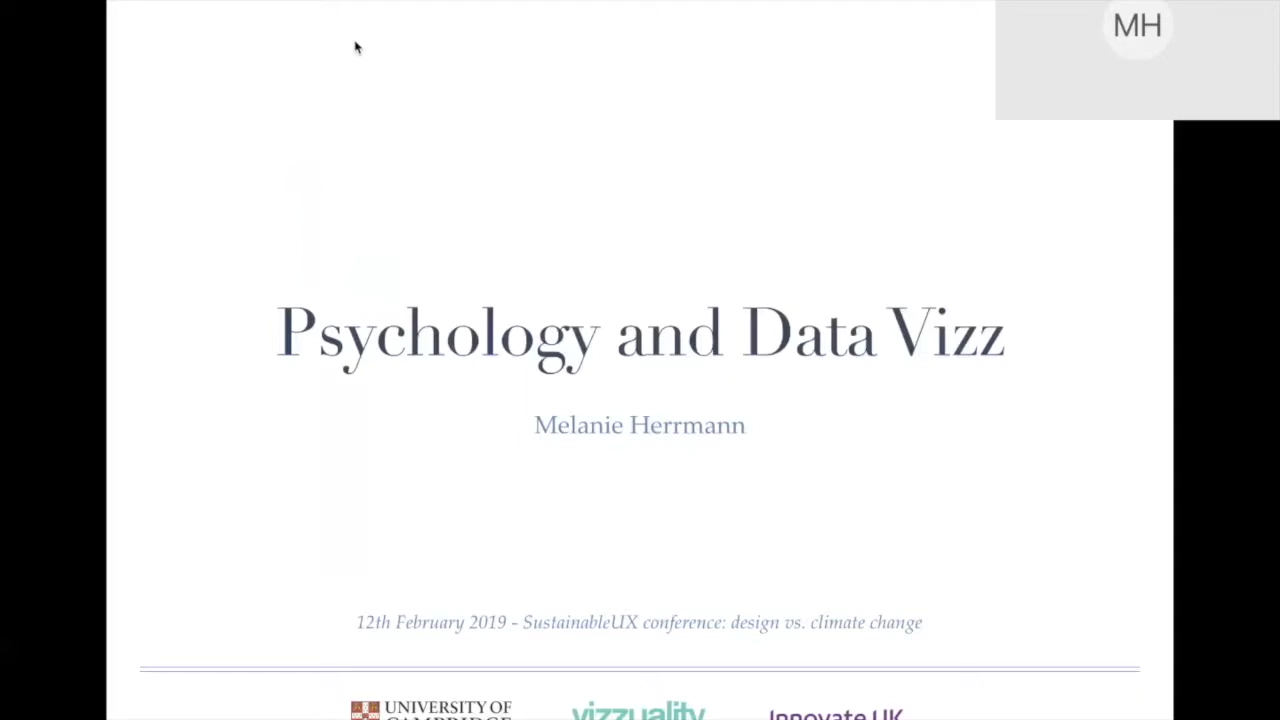 MH
Psychology and Data Vizz
Melanie Herrmann
12th February 2019 - SustainableUX conference: design vs. climate change
UNIVERSITY OF
CAMBRIDGE
vizzuality
Innovate UK